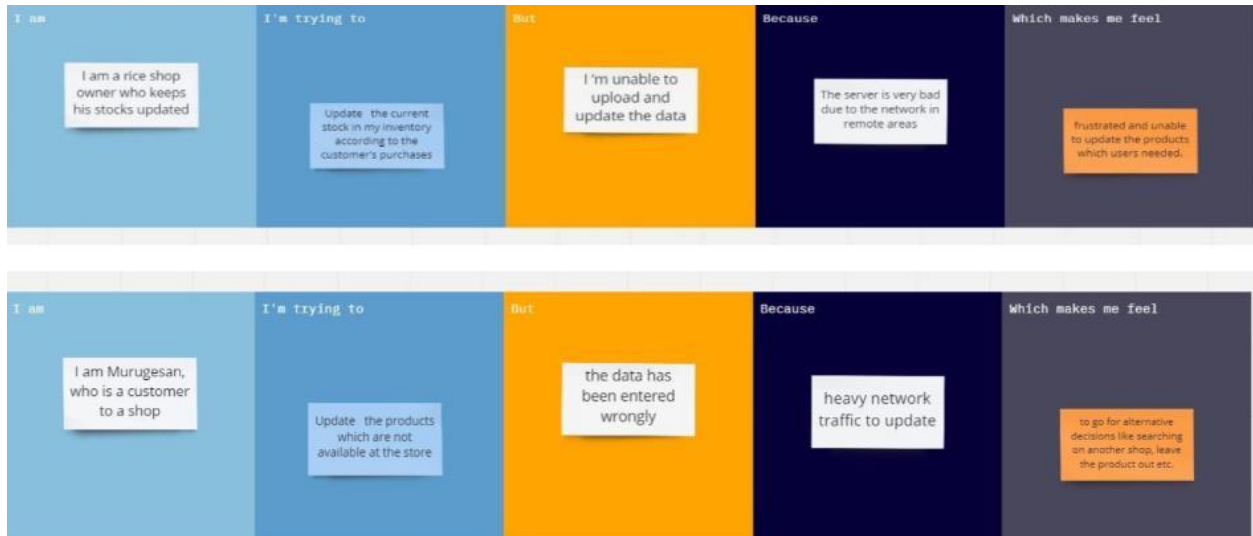 I am
I'm trying to
But
Because
Which makes me feel
I am a rice shop
owner who keeps
his stocks updated
Update the current
stock in my inventory
according to the
customer's purchases
I 'm unable to
upload and
update the data
The server is very bad
due to the network in
remote areas
frustrated and unable
to update the products
which users needed.
I am
I'm trying to
But
Because
Which makes me feel
I am Murugesan,
who is a customer
to a shop
Update the products
which are not
available at the store
the data has
been entered
wrongly
heavy network
traffic to update
to go for alternative
decisions like searching
on another shop, leave
the product out etc.